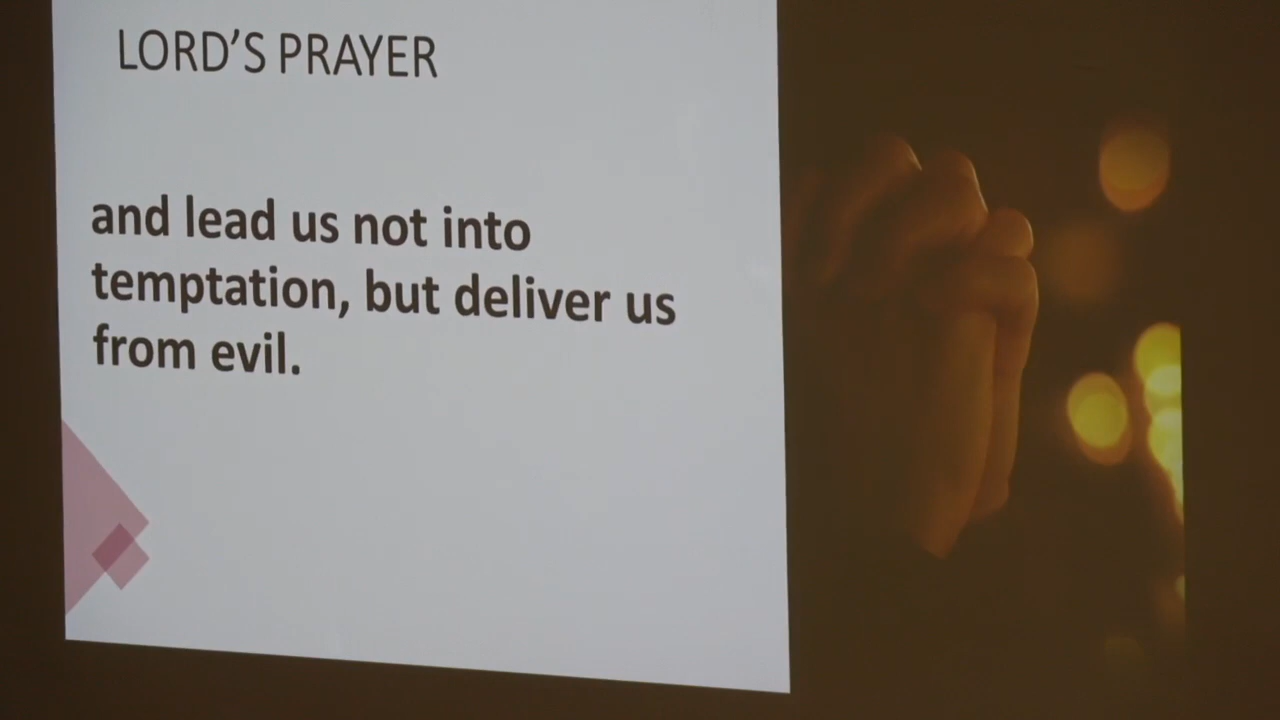 LORD'S PRAYER
and lead us not into
temptation, but deliver us
from evil.